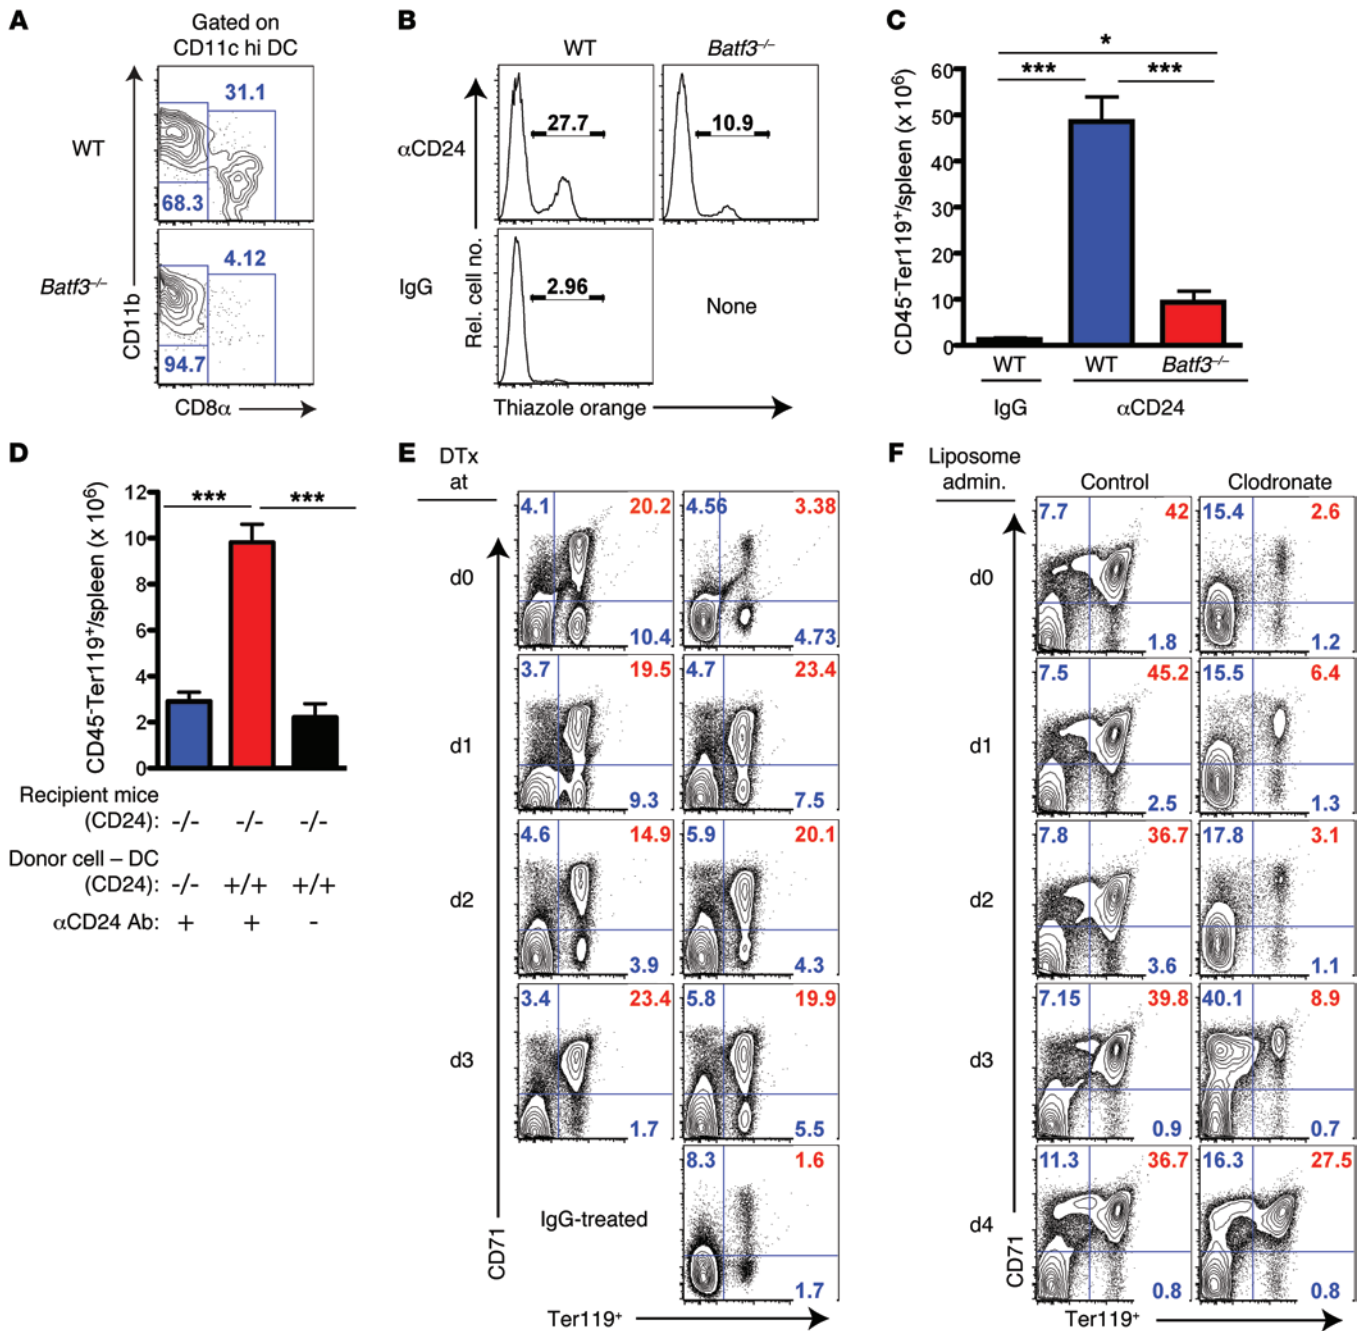 A
Gated on
CD11c hi DC
WT
31.1
68.3
Batf3–/–
4.12
94.7
CD11b
CD8α
B
WT
Batf3–/–
αCD24
27.7
10.9
IgG
2.96
None
Rel. cell no.
Thiazole orange
C
CD45-Ter119+/spleen (x 10⁶)
*
*** ***
60
50
40
30
20
10
0
WT WT Batf3–/–
IgG αCD24
D
CD45-Ter119+/spleen (x 10⁶)
*** ***
12
10
8
6
4
2
0
Recipient mice
(CD24): -/- -/- -/-
Donor cell – DC
(CD24): -/- +/+ +/+
αCD24 Ab: + + -
E
DTx
at
d0
4.1 20.2
10.4
4.56 3.38
4.73
d1
3.7 19.5
9.3
4.7 23.4
7.5
d2
4.6 14.9
3.9
5.9 20.1
4.3
d3
3.4 23.4
1.7
5.8 19.9
5.5
IgG-treated
8.3 1.6
1.7
CD71
Ter119+
F
Liposome
admin.
Control Clodronate
d0
7.7 42
1.8
15.4 2.6
1.2
d1
7.5 45.2
2.5
15.5 6.4
1.3
d2
7.8 36.7
3.6
17.8 3.1
1.1
d3
7.15 39.8
0.9
40.1 8.9
0.7
d4
11.3 36.7
0.8
16.3 27.5
0.8
CD71
Ter119+